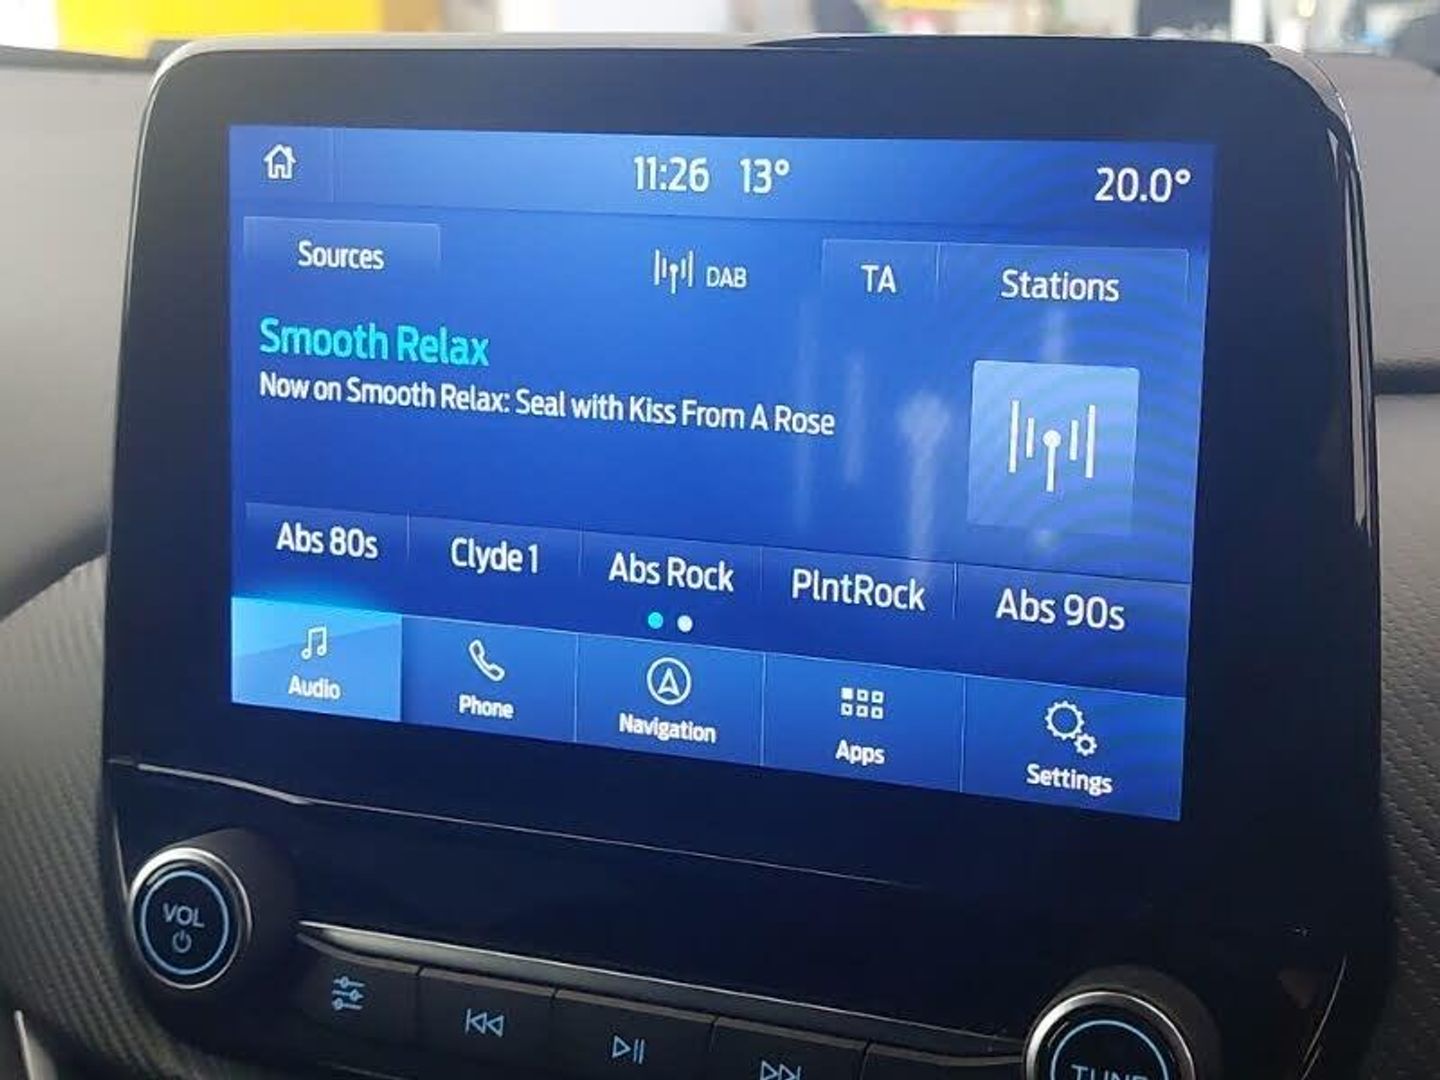 11:26 13° 20.0°
Sources DAB TA Stations
Smooth Relax
Now on Smooth Relax: Seal with Kiss From A Rose
Abs 80s Clyde 1 Abs Rock PlntRock Abs 90s
Audio Phone Navigation Apps Settings
VOL
TUNE